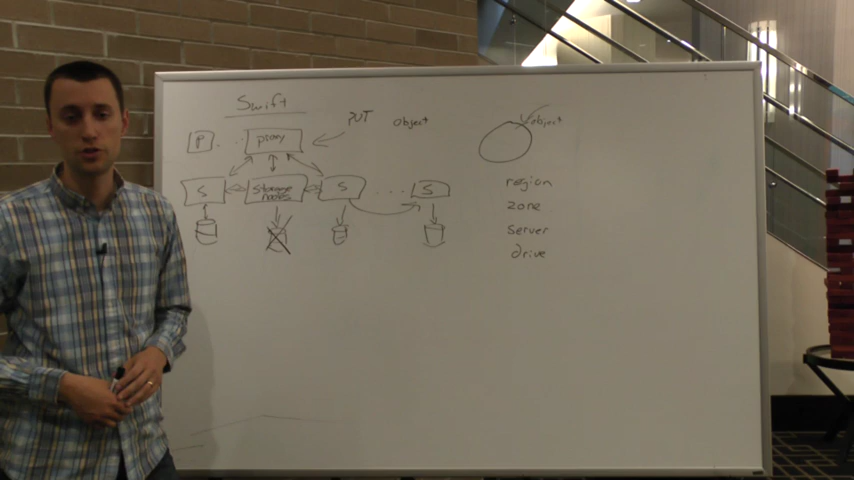 Swift
PUT object
P . . proxy
object
S storage nodes S . . . S
region
zone
server
drive